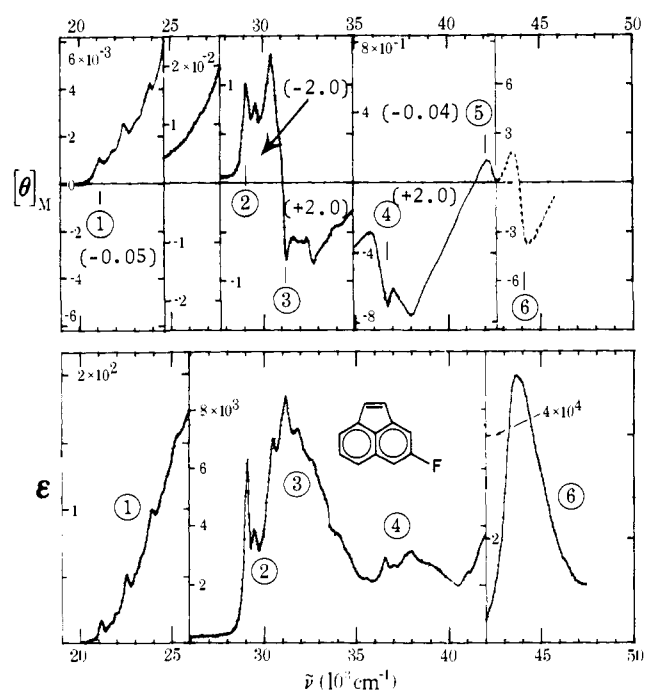 20 25 30 35 40 45 50
6×10⁻³ 2×10⁻² 8×10⁻¹ 6
4 1 1 (-2.0) 4 (-0.04) ⑤ 3
2
[θ]M 0 ② (+2.0) ④ (+2.0) 0
-2 ①
-4 (-0.05) -1 -1 ③ -4 -3
-6 -2 -8 -6 ⑥
2×10² 8×10³ 4×10⁴
6 F
ε 1 ① ③ ⑥
4 ④
② 2 2
20 25 30 35 40 45 50
ṽ (10³cm⁻¹)